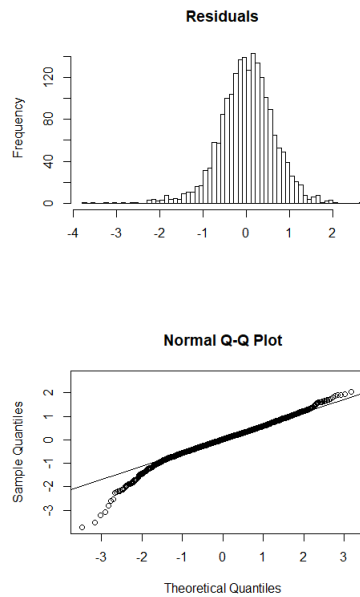 Residuals
Frequency
120
80
40
0
-4 -3 -2 -1 0 1 2
Normal Q-Q Plot
Sample Quantiles
2
1
0
-1
-2
-3
-3 -2 -1 0 1 2 3
Theoretical Quantiles